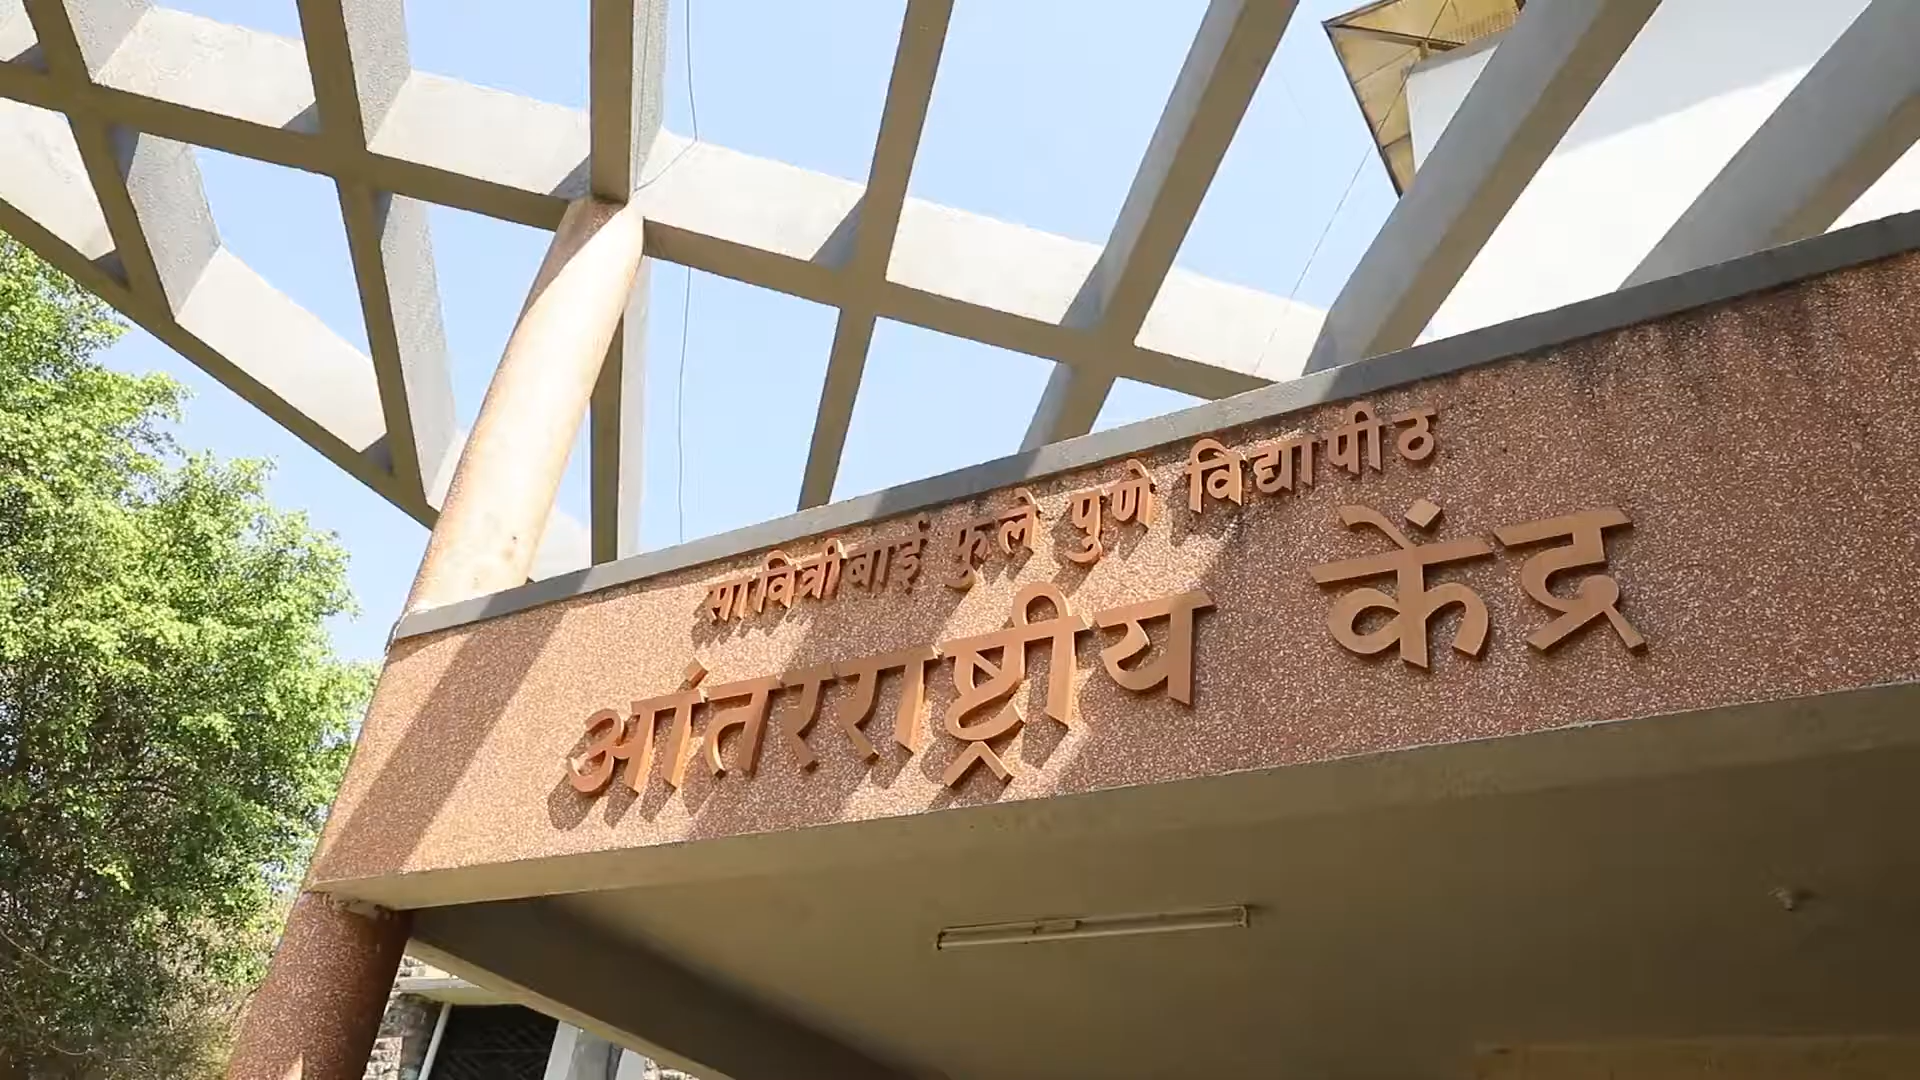 सावित्रीबाई फुले पुणे विद्यापीठ
आंतरराष्ट्रीय केंद्र